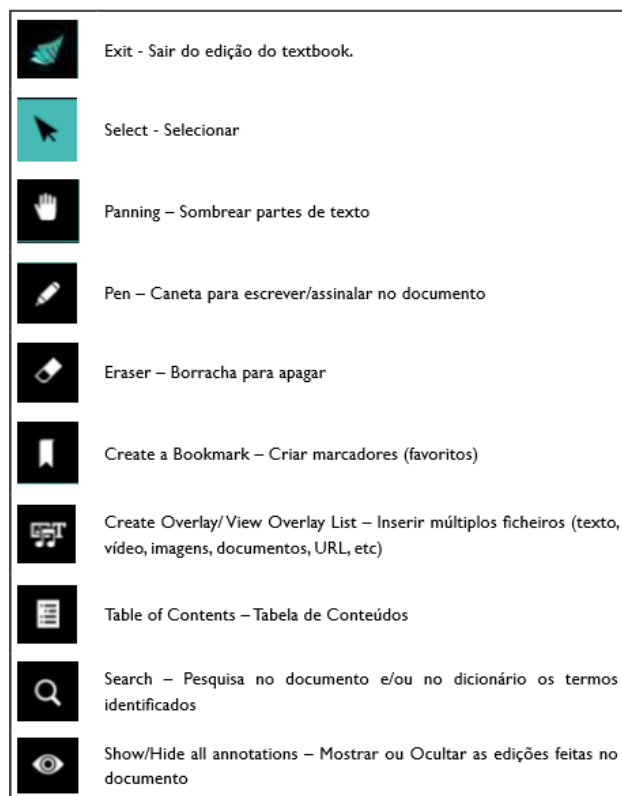 Exit - Sair do edição do textbook.
Select - Selecionar
Panning – Sombrear partes de texto
Pen – Caneta para escrever/assinalar no documento
Eraser – Borracha para apagar
Create a Bookmark – Criar marcadores (favoritos)
Create Overlay/ View Overlay List – Inserir múltiplos ficheiros (texto,
vídeo, imagens, documentos, URL, etc)
Table of Contents – Tabela de Conteúdos
Search – Pesquisa no documento e/ou no dicionário os termos
identificados
Show/Hide all annotations – Mostrar ou Ocultar as edições feitas no
documento